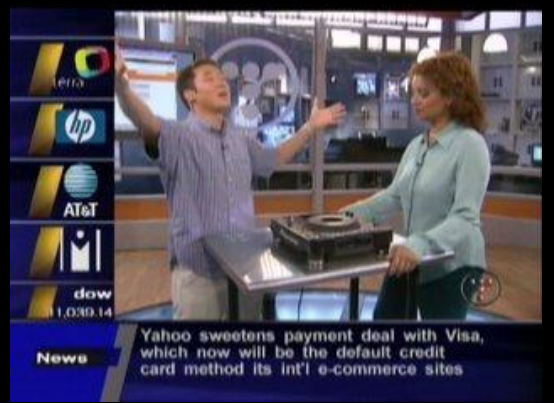 terra
hp
AT&T
dow
11,039.14
News
Yahoo sweetens payment deal with Visa,
which now will be the default credit
card method its int'l e-commerce sites